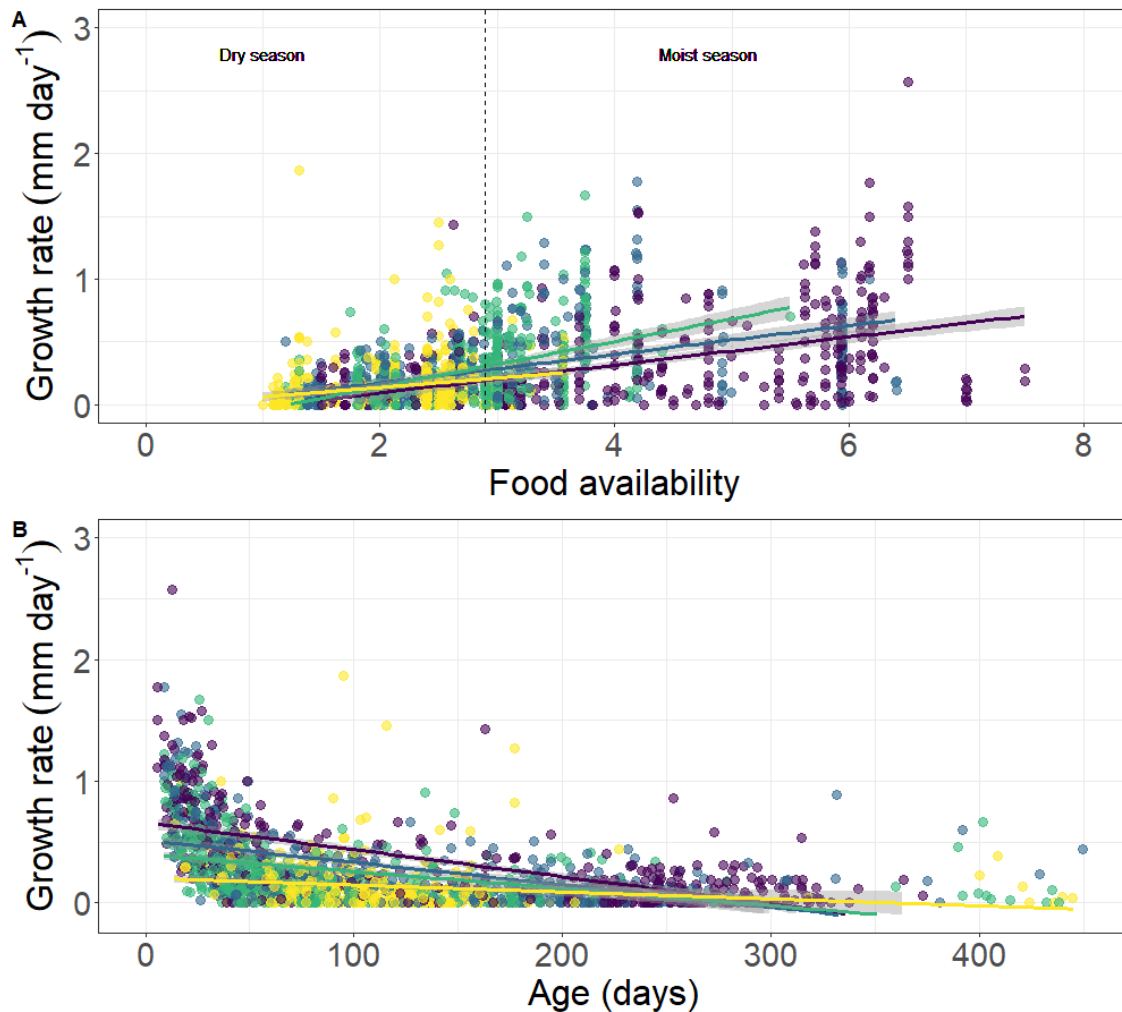 A
Dry season
Moist season
Growth rate (mm day⁻¹)
3
2
1
0
0 2 4 6 8
Food availability
B
Growth rate (mm day⁻¹)
3
2
1
0
0 100 200 300 400
Age (days)